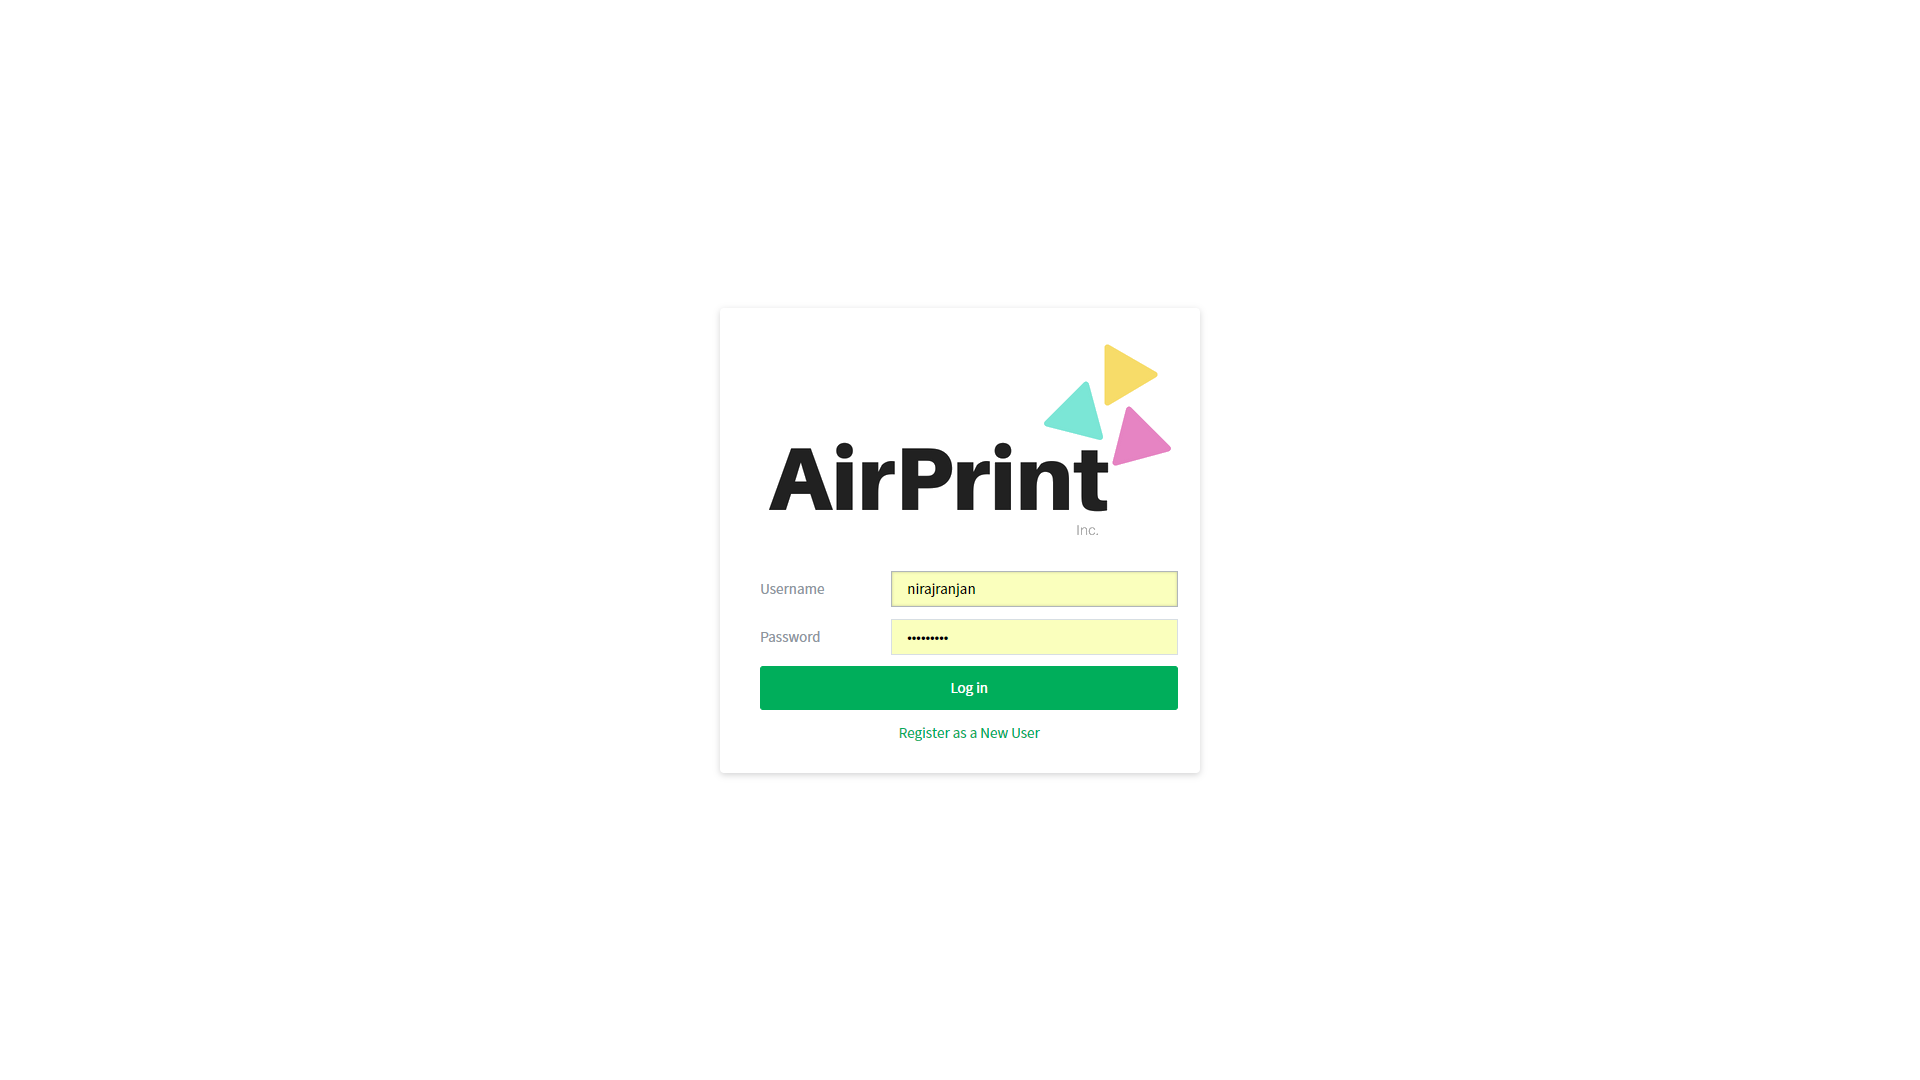 AirPrint
Inc.
Username
nirajranjan
Password
•••••••••
Log in
Register as a New User